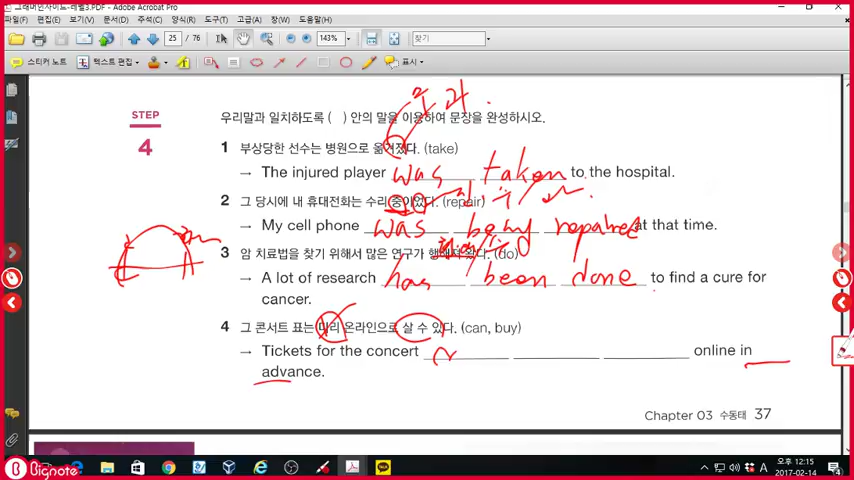 그래머인사이트-레벨3.PDF - Adobe Acrobat Pro
파일(F) 편집(E) 보기(V) 문서(D) 주석(C) 양식(R) 도구(T) 고급(A) 창(W) 도움말(H)
25 / 76 143% 찾기
스티커 노트 텍스트 편집 표시
STEP
4
우리말과 일치하도록 ( ) 안의 말을 이용하여 문장을 완성하시오.
1 부상당한 선수는 병원으로 옮겨졌다. (take)
→ The injured player was taken to the hospital.
2 그 당시에 내 휴대전화는 수리 중이었다. (repair)
→ My cell phone was being repaired at that time.
3 암 치료법을 찾기 위해서 많은 연구가 행해져 왔다. (do)
→ A lot of research has been done to find a cure for
cancer.
4 그 콘서트 표는 미리 온라인으로 살 수 있다. (can, buy)
→ Tickets for the concert online in
advance.
Chapter 03 수동태 37
Bignote
A 오후 12:15
2017-02-14